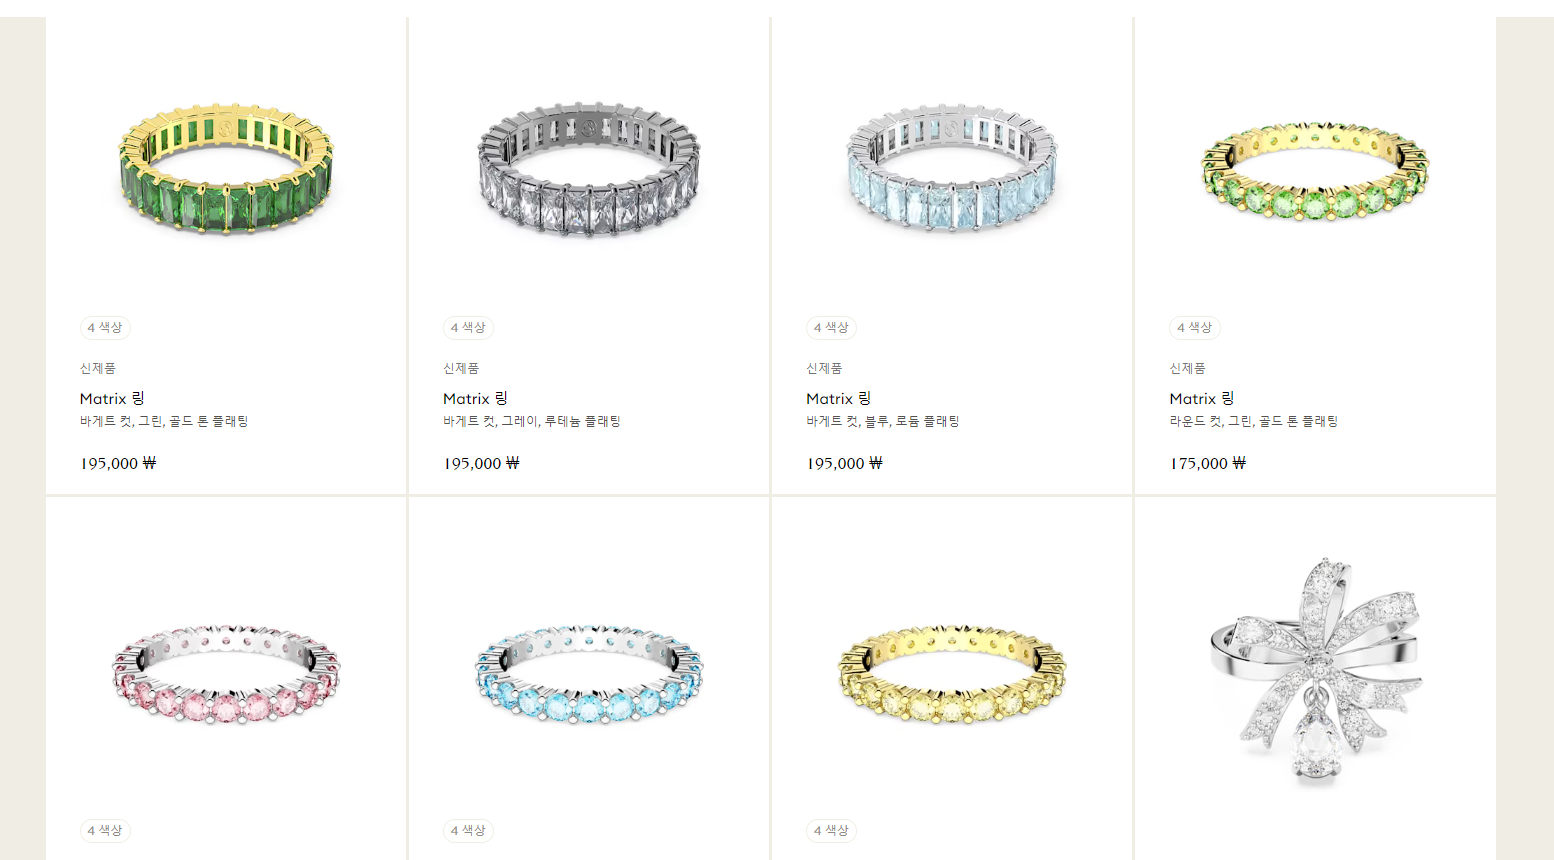 4 색상
신제품
Matrix 링
바게트 컷, 그린, 골드 톤 플래팅
195,000 ₩
4 색상
신제품
Matrix 링
바게트 컷, 그레이, 루테늄 플래팅
195,000 ₩
4 색상
신제품
Matrix 링
바게트 컷, 블루, 로듐 플래팅
195,000 ₩
4 색상
신제품
Matrix 링
라운드 컷, 그린, 골드 톤 플래팅
175,000 ₩
4 색상
4 색상
4 색상